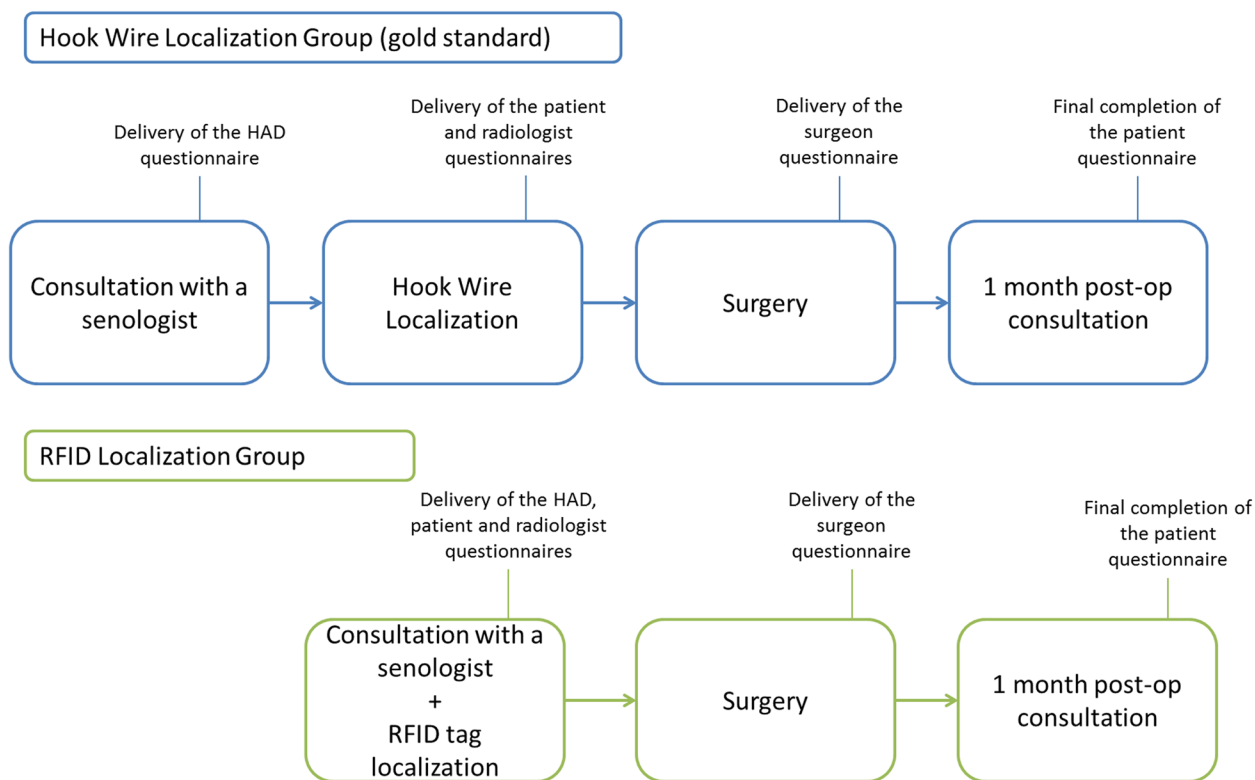 Hook Wire Localization Group (gold standard)
Delivery of the HAD
questionnaire
Delivery of the patient
and radiologist
questionnaires
Delivery of the
surgeon
questionnaire
Final completion of
the patient
questionnaire
Consultation with a
senologist
Hook Wire
Localization
Surgery
1 month post-op
consultation
RFID Localization Group
Delivery of the HAD,
patient and radiologist
questionnaires
Delivery of the
surgeon
questionnaire
Final completion of
the patient
questionnaire
Consultation with a
senologist
+
RFID tag
localization
Surgery
1 month post-op
consultation